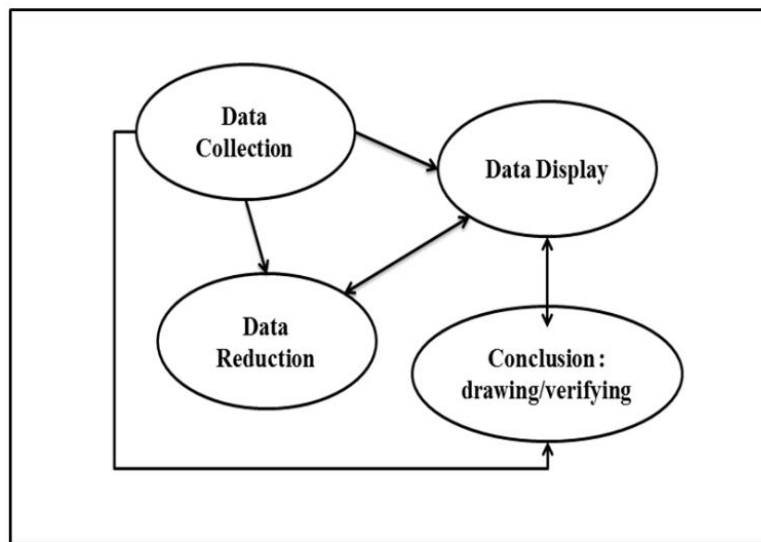 Data
Collection
Data Display
Data
Reduction
Conclusion :
drawing/verifying